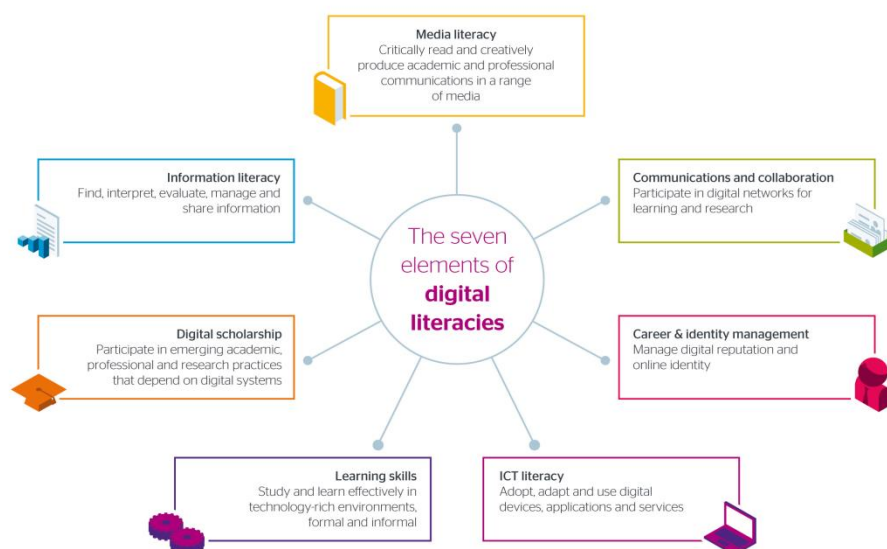 Media literacy
Critically read and creatively
produce academic and professional
communications in a range
of media
Information literacy
Find, interpret, evaluate, manage and
share information
Communications and collaboration
Participate in digital networks for
learning and research
The seven
elements of
digital
literacies
Digital scholarship
Participate in emerging academic,
professional and research practices
that depend on digital systems
Career & identity management
Manage digital reputation and
online identity
Learning skills
Study and learn effectively in
technology-rich environments,
formal and informal
ICT literacy
Adopt, adapt and use digital
devices, applications and services